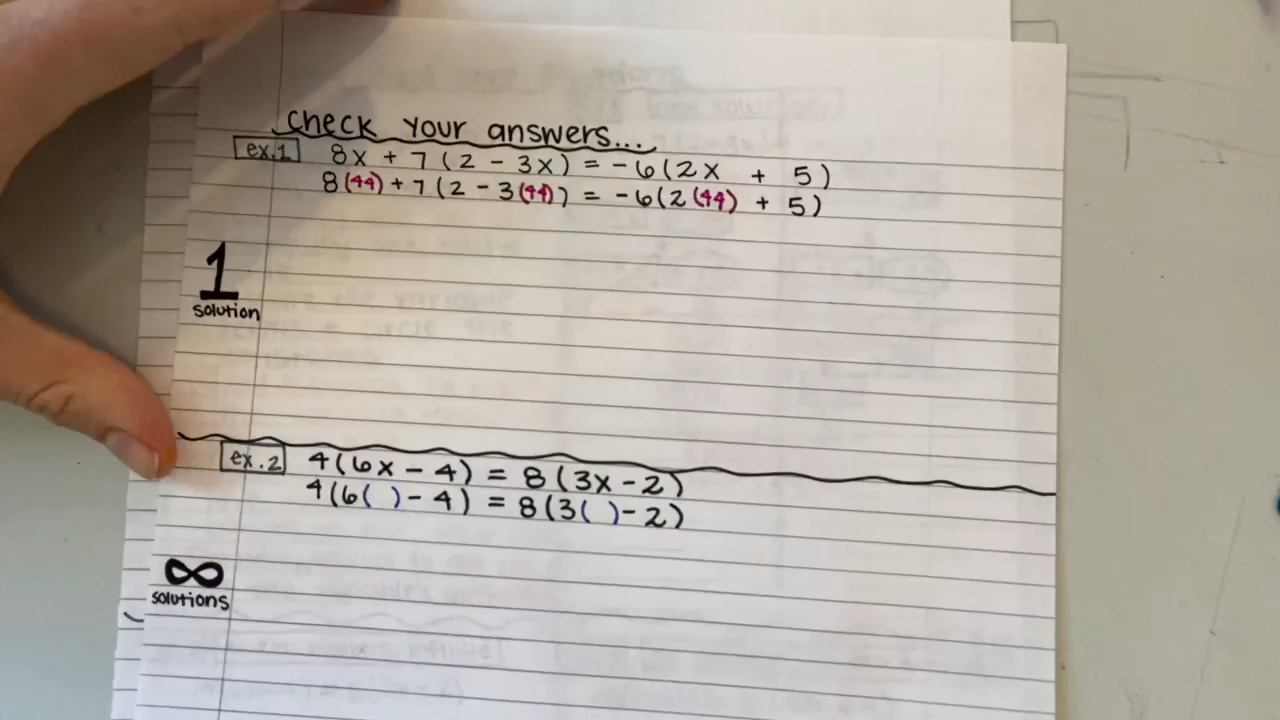 check your answers...
ex.1 8x + 7(2 - 3x) = -6(2x + 5)
8(44) + 7(2 - 3(44)) = -6(2(44) + 5)
1
solution
ex.2 4(6x - 4) = 8(3x - 2)
4(6( ) - 4) = 8(3( ) - 2)
∞
solutions